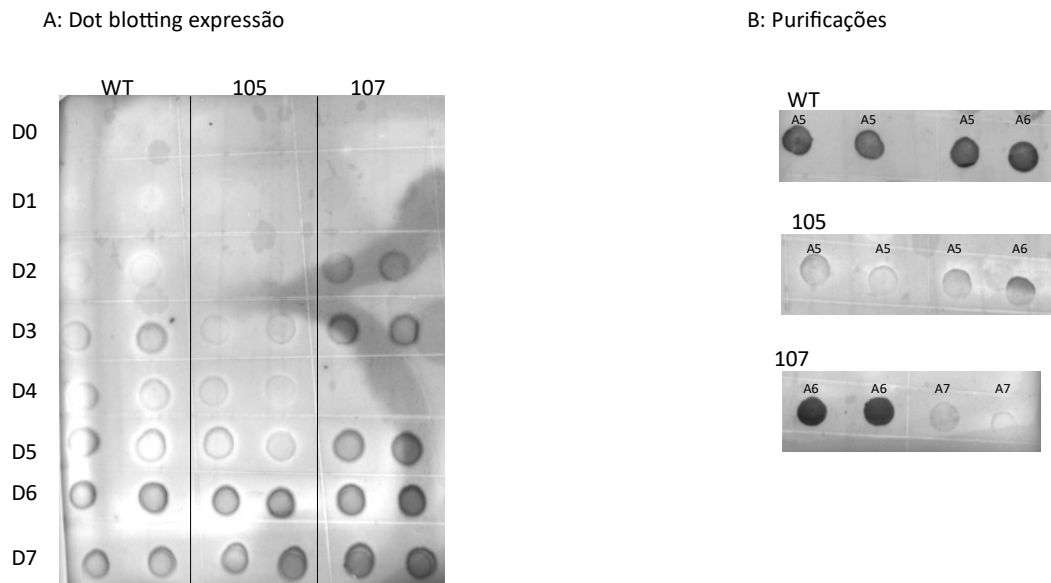 A: Dot blotting expressão
B: Purificações
WT 105 107
D0
D1
D2
D3
D4
D5
D6
D7
WT
A5 A5 A5 A6
105
A5 A5 A5 A6
107
A6 A6 A7 A7